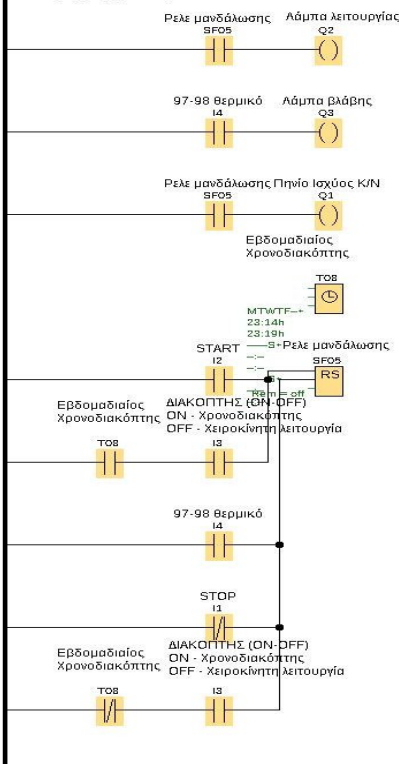 Ρελε μανδάλωσης Λάμπα λειτουργίας
SF05 Q2
97-98 θερμικό Λάμπα βλάβης
I4 Q3
Ρελε μανδάλωσης Πηνίο Ισχύος Κ/Ν
SF05 Q1
Εβδομαδιαίος
Χρονοδιακόπτης
T08
MTWTF--+
23:14h
23:19h
START Ρελε μανδάλωσης
I2 SF05
RS
Rem = off
Εβδομαδιαίος ΔΙΑΚΟΠΤΗΣ (ON-OFF)
Χρονοδιακόπτης ON - Χρονοδιακόπτης
OFF - Χειροκίνητη λειτουργία
T08 I3
97-98 θερμικό
I4
STOP
I1
Εβδομαδιαίος ΔΙΑΚΟΠΤΗΣ (ON-OFF)
Χρονοδιακόπτης ON - Χρονοδιακόπτης
OFF - Χειροκίνητη λειτουργία
T08 I3